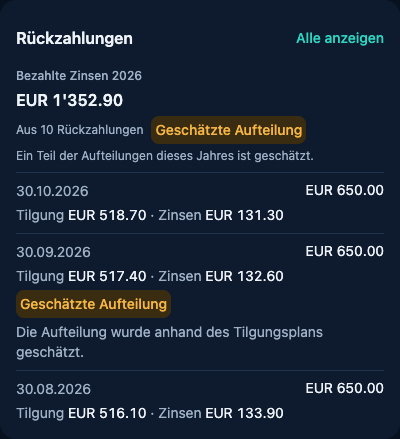 Rückzahlungen Alle anzeigen
Bezahlte Zinsen 2026
EUR 1'352.90
Aus 10 Rückzahlungen Geschätzte Aufteilung
Ein Teil der Aufteilungen dieses Jahres ist geschätzt.
30.10.2026 EUR 650.00
Tilgung EUR 518.70 · Zinsen EUR 131.30
30.09.2026 EUR 650.00
Tilgung EUR 517.40 · Zinsen EUR 132.60
Geschätzte Aufteilung
Die Aufteilung wurde anhand des Tilgungsplans
geschätzt.
30.08.2026 EUR 650.00
Tilgung EUR 516.10 · Zinsen EUR 133.90